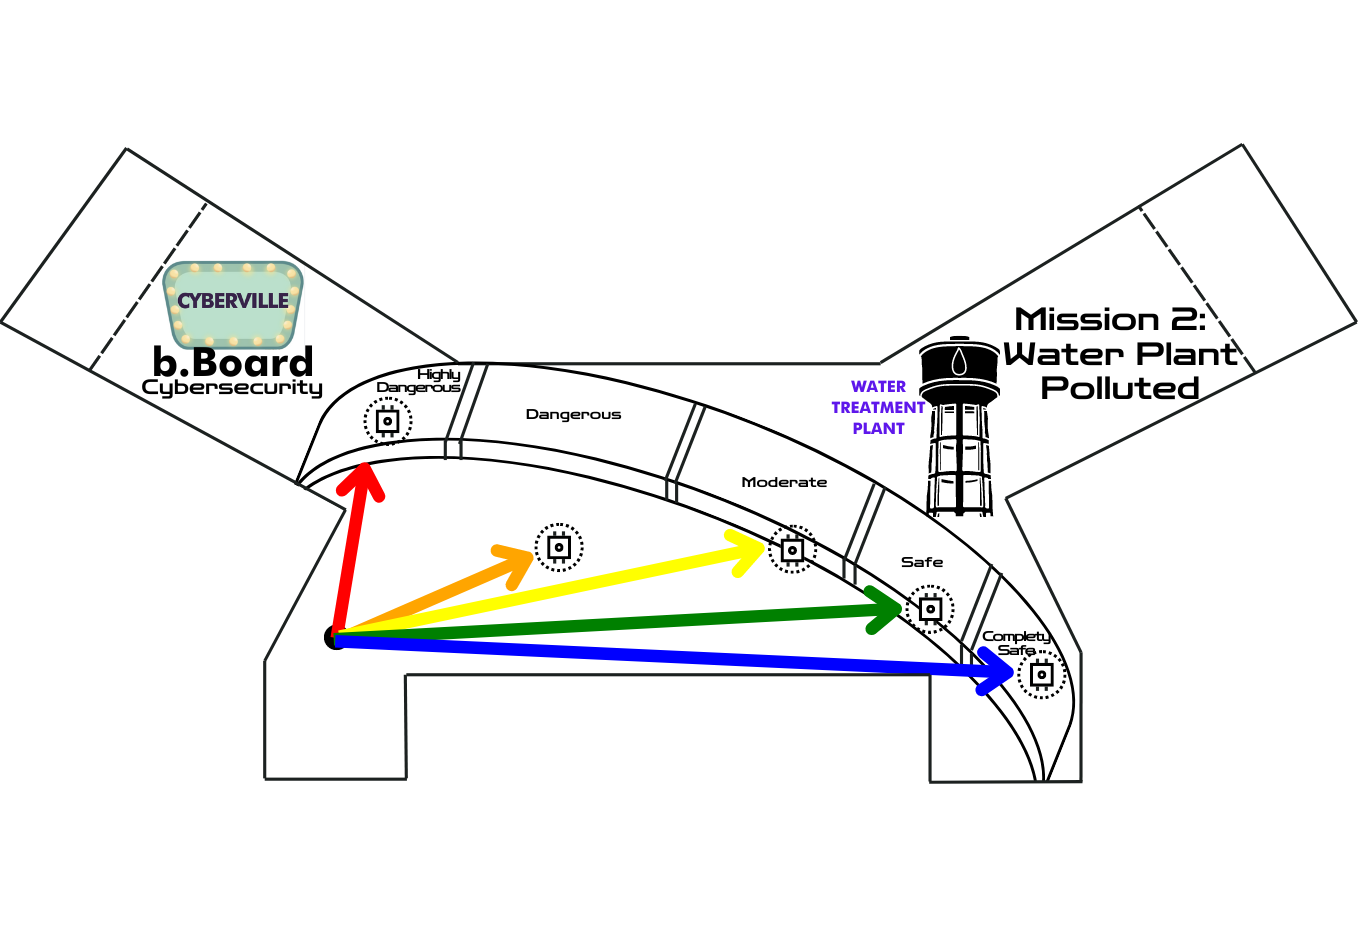 CYBERVILLE
b.Board
Cybersecurity
Mission 2:
Water Plant
Polluted
WATER
TREATMENT
PLANT
Highly
Dangerous
Dangerous
Moderate
Safe
Complety
Safe